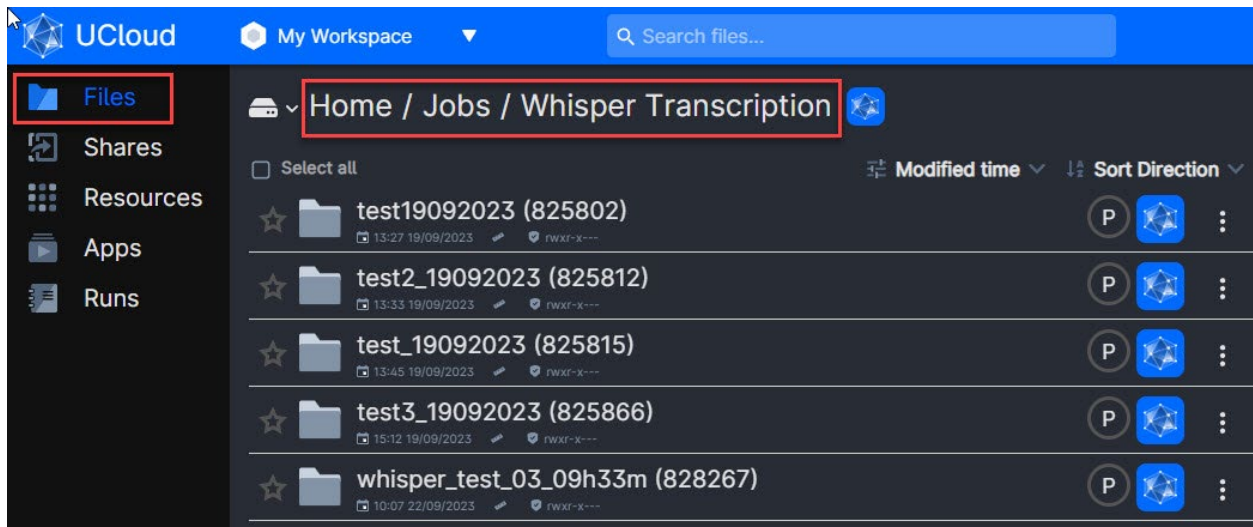 UCloud
My Workspace
Search files...
Files
Shares
Resources
Apps
Runs
Home / Jobs / Whisper Transcription
Select all
Modified time
Sort Direction
test19092023 (825802)
13:27 19/09/2023 rwxr-x---
P
test2_19092023 (825812)
13:33 19/09/2023 rwxr-x---
P
test_19092023 (825815)
13:45 19/09/2023 rwxr-x---
P
test3_19092023 (825866)
15:12 19/09/2023 rwxr-x---
P
whisper_test_03_09h33m (828267)
10:07 22/09/2023 rwxr-x---
P